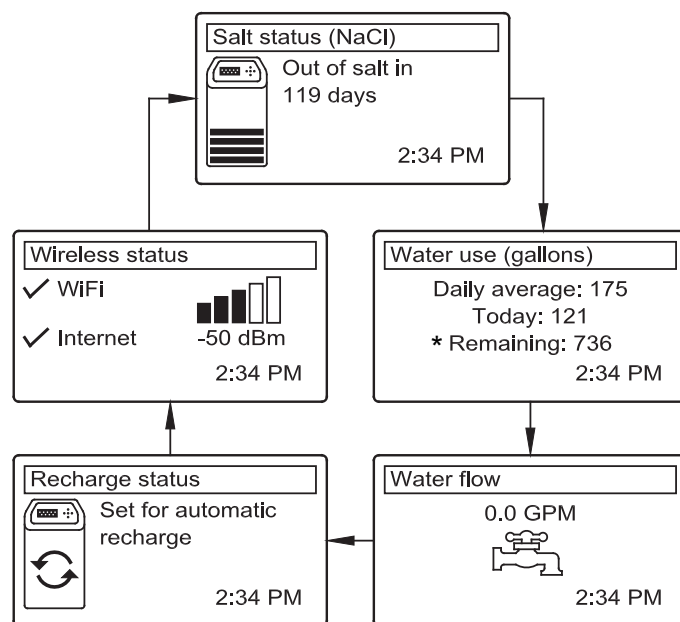 Salt status (NaCl)
Out of salt in
119 days
2:34 PM
Wireless status
WiFi
Internet
-50 dBm
2:34 PM
Water use (gallons)
Daily average: 175
Today: 121
* Remaining: 736
2:34 PM
Recharge status
Set for automatic
recharge
2:34 PM
Water flow
0.0 GPM
2:34 PM